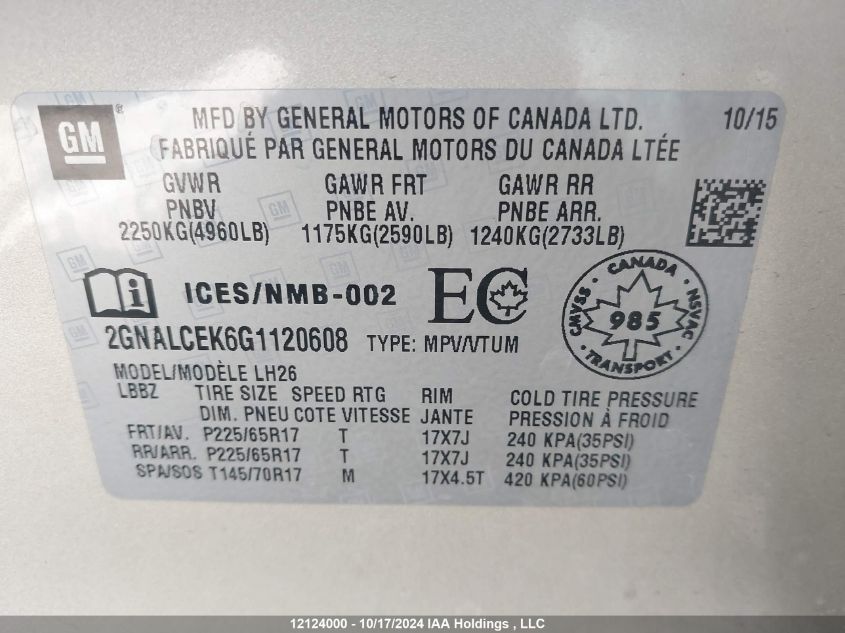 GM ® MFD BY GENERAL MOTORS OF CANADA LTD. 10/15
FABRIQUÉ PAR GENERAL MOTORS DU CANADA LTÉE
GVWR GAWR FRT GAWR RR
PNBV PNBE AV. PNBE ARR.
2250KG(4960LB) 1175KG(2590LB) 1240KG(2733LB)
ICES/NMB-002 EC
CANADA
CMVSS 985 NSVAC
TRANSPORT
2GNALCEK6G1120608 TYPE: MPV/VTUM
MODEL/MODÈLE LH26
LBBZ TIRE SIZE SPEED RTG RIM COLD TIRE PRESSURE
DIM. PNEU COTE VITESSE JANTE PRESSION À FROID
FRT/AV. P225/65R17 T 17X7J 240 KPA(35PSI)
RR/ARR. P225/65R17 T 17X7J 240 KPA(35PSI)
SPA/SOS T145/70R17 M 17X4.5T 420 KPA(60PSI)
12124000 - 10/17/2024 IAA Holdings , LLC